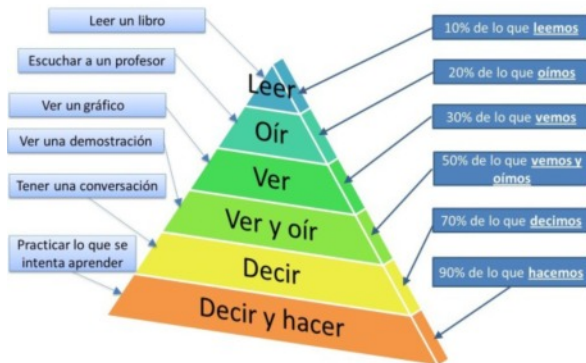 Leer un libro
Escuchar a un profesor
Ver un gráfico
Ver una demostración
Tener una conversación
Practicar lo que se
intenta aprender
Leer
Oír
Ver
Ver y oír
Decir
Decir y hacer
10% de lo que leemos
20% de lo que oímos
30% de lo que vemos
50% de lo que vemos y
oímos
70% de lo que decimos
90% de lo que hacemos